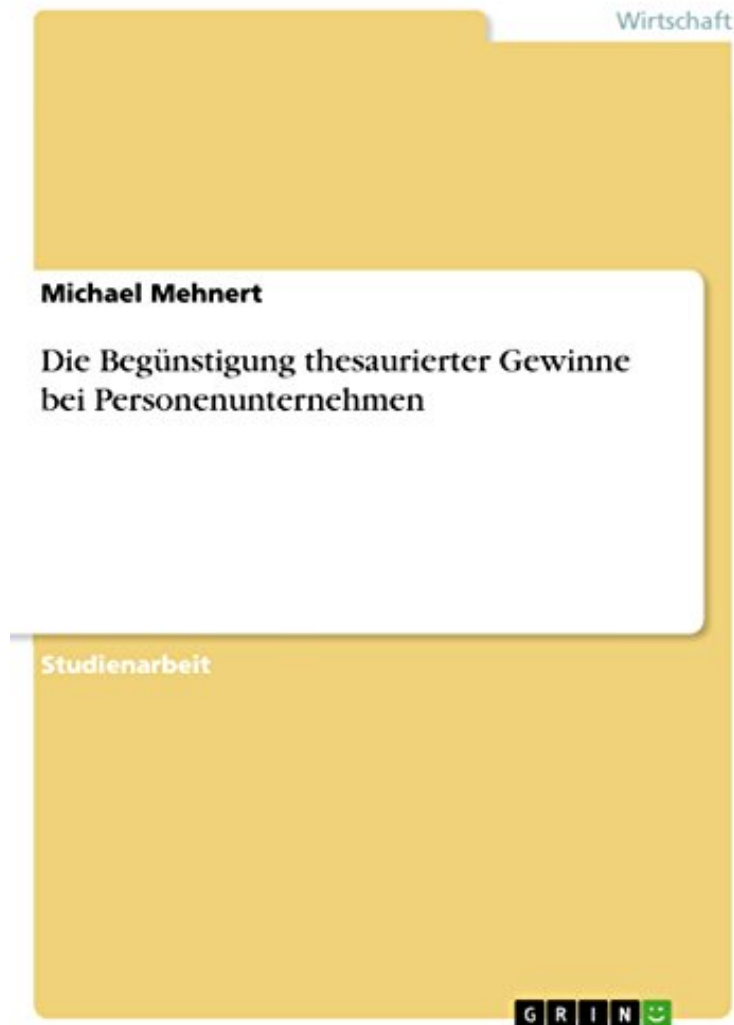 Wirtschaft
Michael Mehnert
Die Begünstigung thesaurierter Gewinne
bei Personenunternehmen
Studienarbeit
GRIN